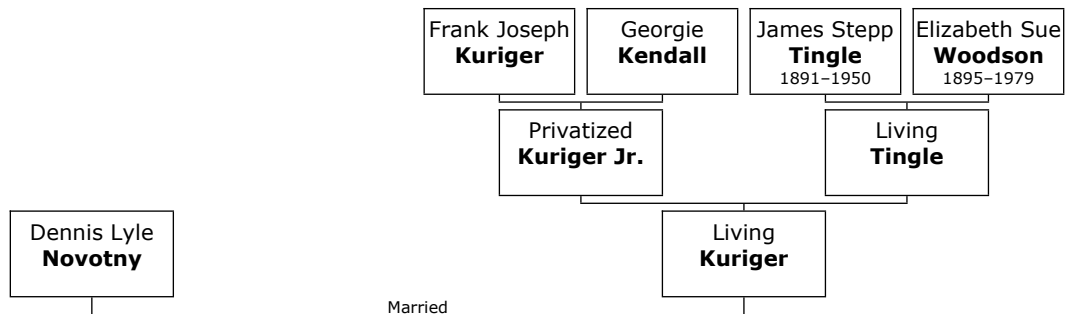 Frank Joseph
Kuriger
Georgie
Kendall
James Stepp
Tingle
1891–1950
Elizabeth Sue
Woodson
1895–1979
Privatized
Kuriger Jr.
Living
Tingle
Dennis Lyle
Novotny
Living
Kuriger
Married